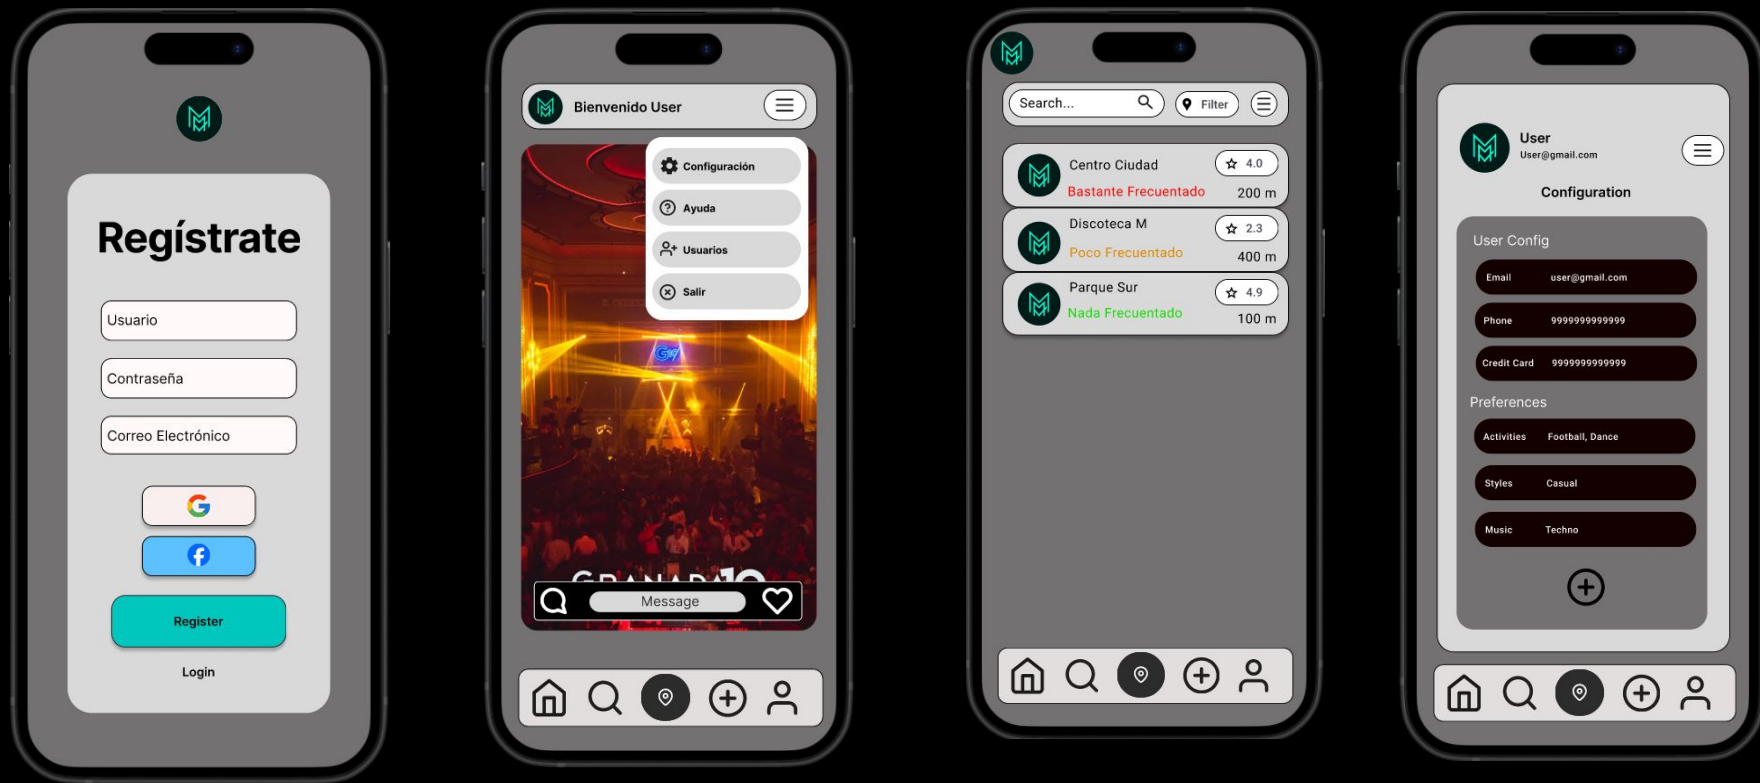 Regístrate
Usuario
Contraseña
Correo Electrónico
Register
Login
Bienvenido User
Configuración
Ayuda
Usuarios
Salir
GRANADA10
Message
Search...
Filter
Centro Ciudad
4.0
Bastante Frecuentado
200 m
Discoteca M
2.3
Poco Frecuentado
400 m
Parque Sur
4.9
Nada Frecuentado
100 m
User
User@gmail.com
Configuration
User Config
Email user@gmail.com
Phone 9999999999999
Credit Card 9999999999999
Preferences
Activities Football, Dance
Styles Casual
Music Techno